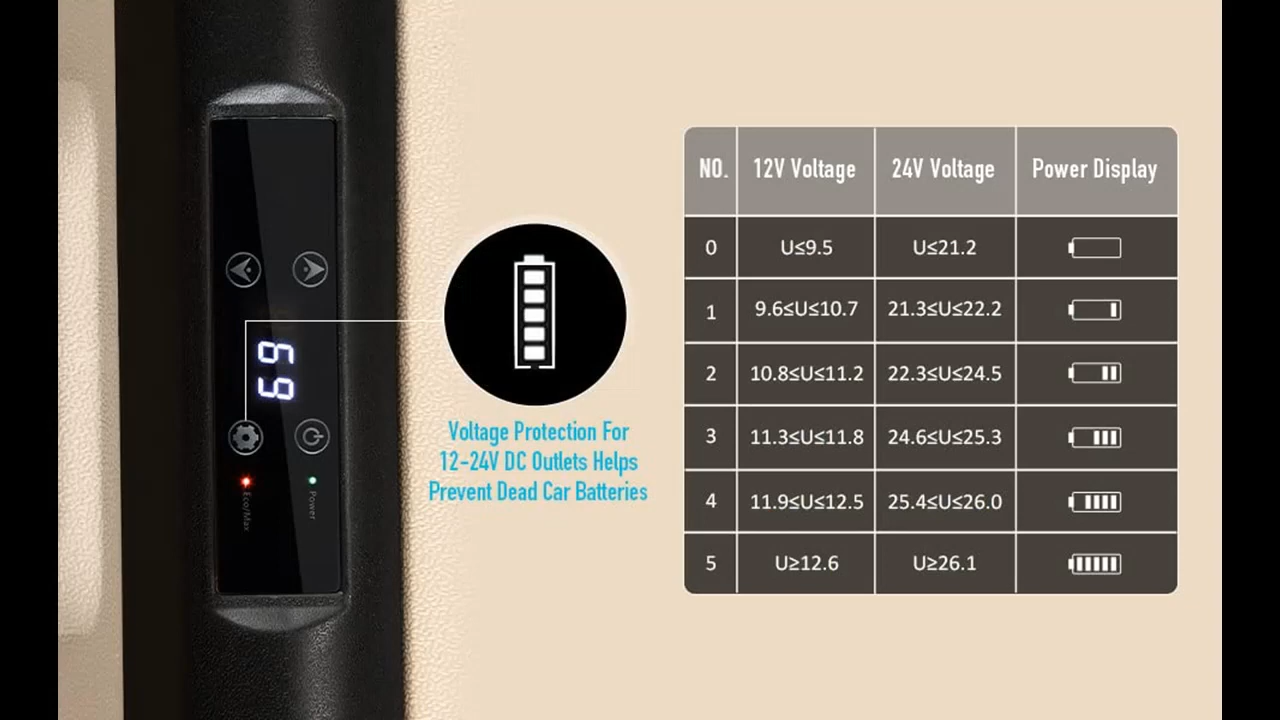 Eco/Max
Power
Voltage Protection For
12-24V DC Outlets Helps
Prevent Dead Car Batteries
NO. 12V Voltage 24V Voltage Power Display
0 U≤9.5 U≤21.2
1 9.6≤U≤10.7 21.3≤U≤22.2
2 10.8≤U≤11.2 22.3≤U≤24.5
3 11.3≤U≤11.8 24.6≤U≤25.3
4 11.9≤U≤12.5 25.4≤U≤26.0
5 U≥12.6 U≥26.1